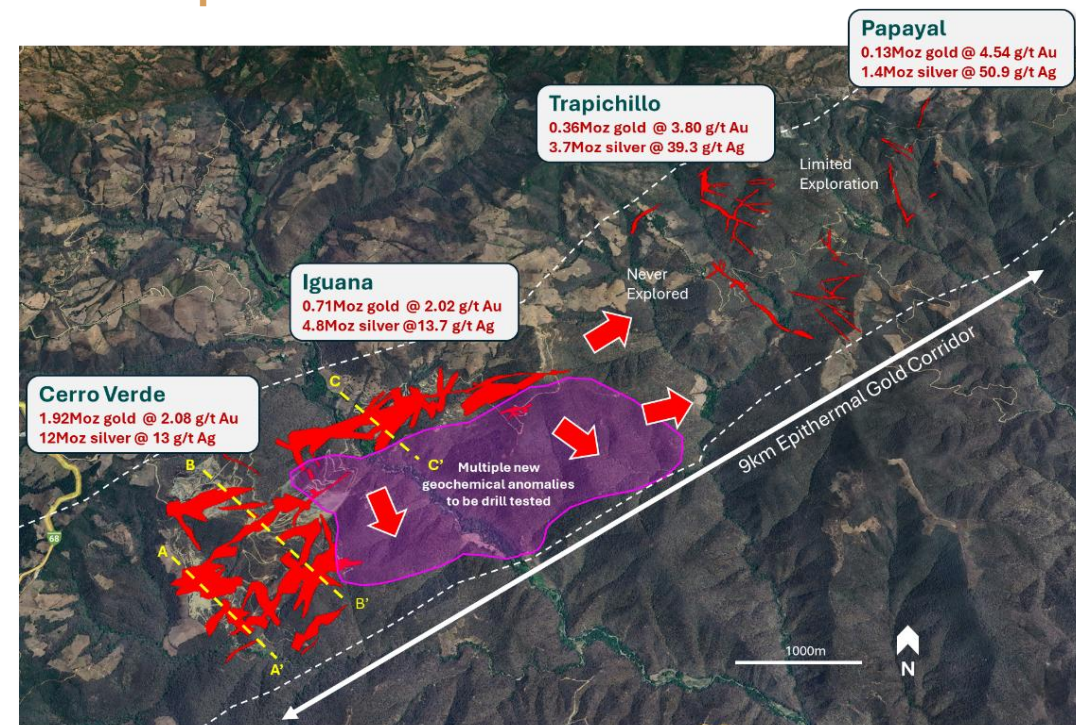 Papayal
0.13Moz gold @ 4.54 g/t Au
1.4Moz silver @ 50.9 g/t Ag
Trapichillo
0.36Moz gold @ 3.80 g/t Au
3.7Moz silver @ 39.3 g/t Ag
Limited
Exploration
Never
Explored
Iguana
0.71Moz gold @ 2.02 g/t Au
4.8Moz silver @13.7 g/t Ag
Cerro Verde
1.92Moz gold @ 2.08 g/t Au
12Moz silver @ 13 g/t Ag
C
C'
B
B'
A
A'
Multiple new
geochemical anomalies
to be drill tested
9km Epithermal Gold Corridor
68
1000m
N